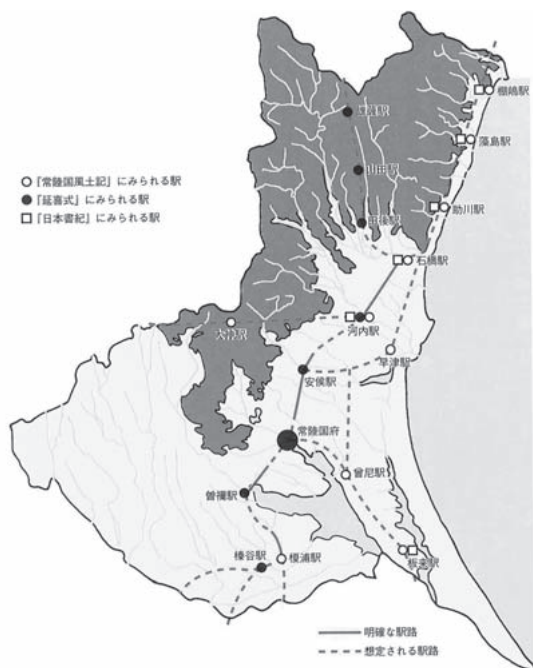 棚嶋駅
藻島駅
山田駅
○『常陸国風土記』にみられる駅
●『延喜式』にみられる駅
□『日本書紀』にみられる駅
助川駅
田後駅
石橋駅
河内駅
大神駅
平津駅
安侯駅
常陸国府
曾尼駅
曽禰駅
榛谷駅
榎浦駅
板来駅
明確な駅路
想定される駅路